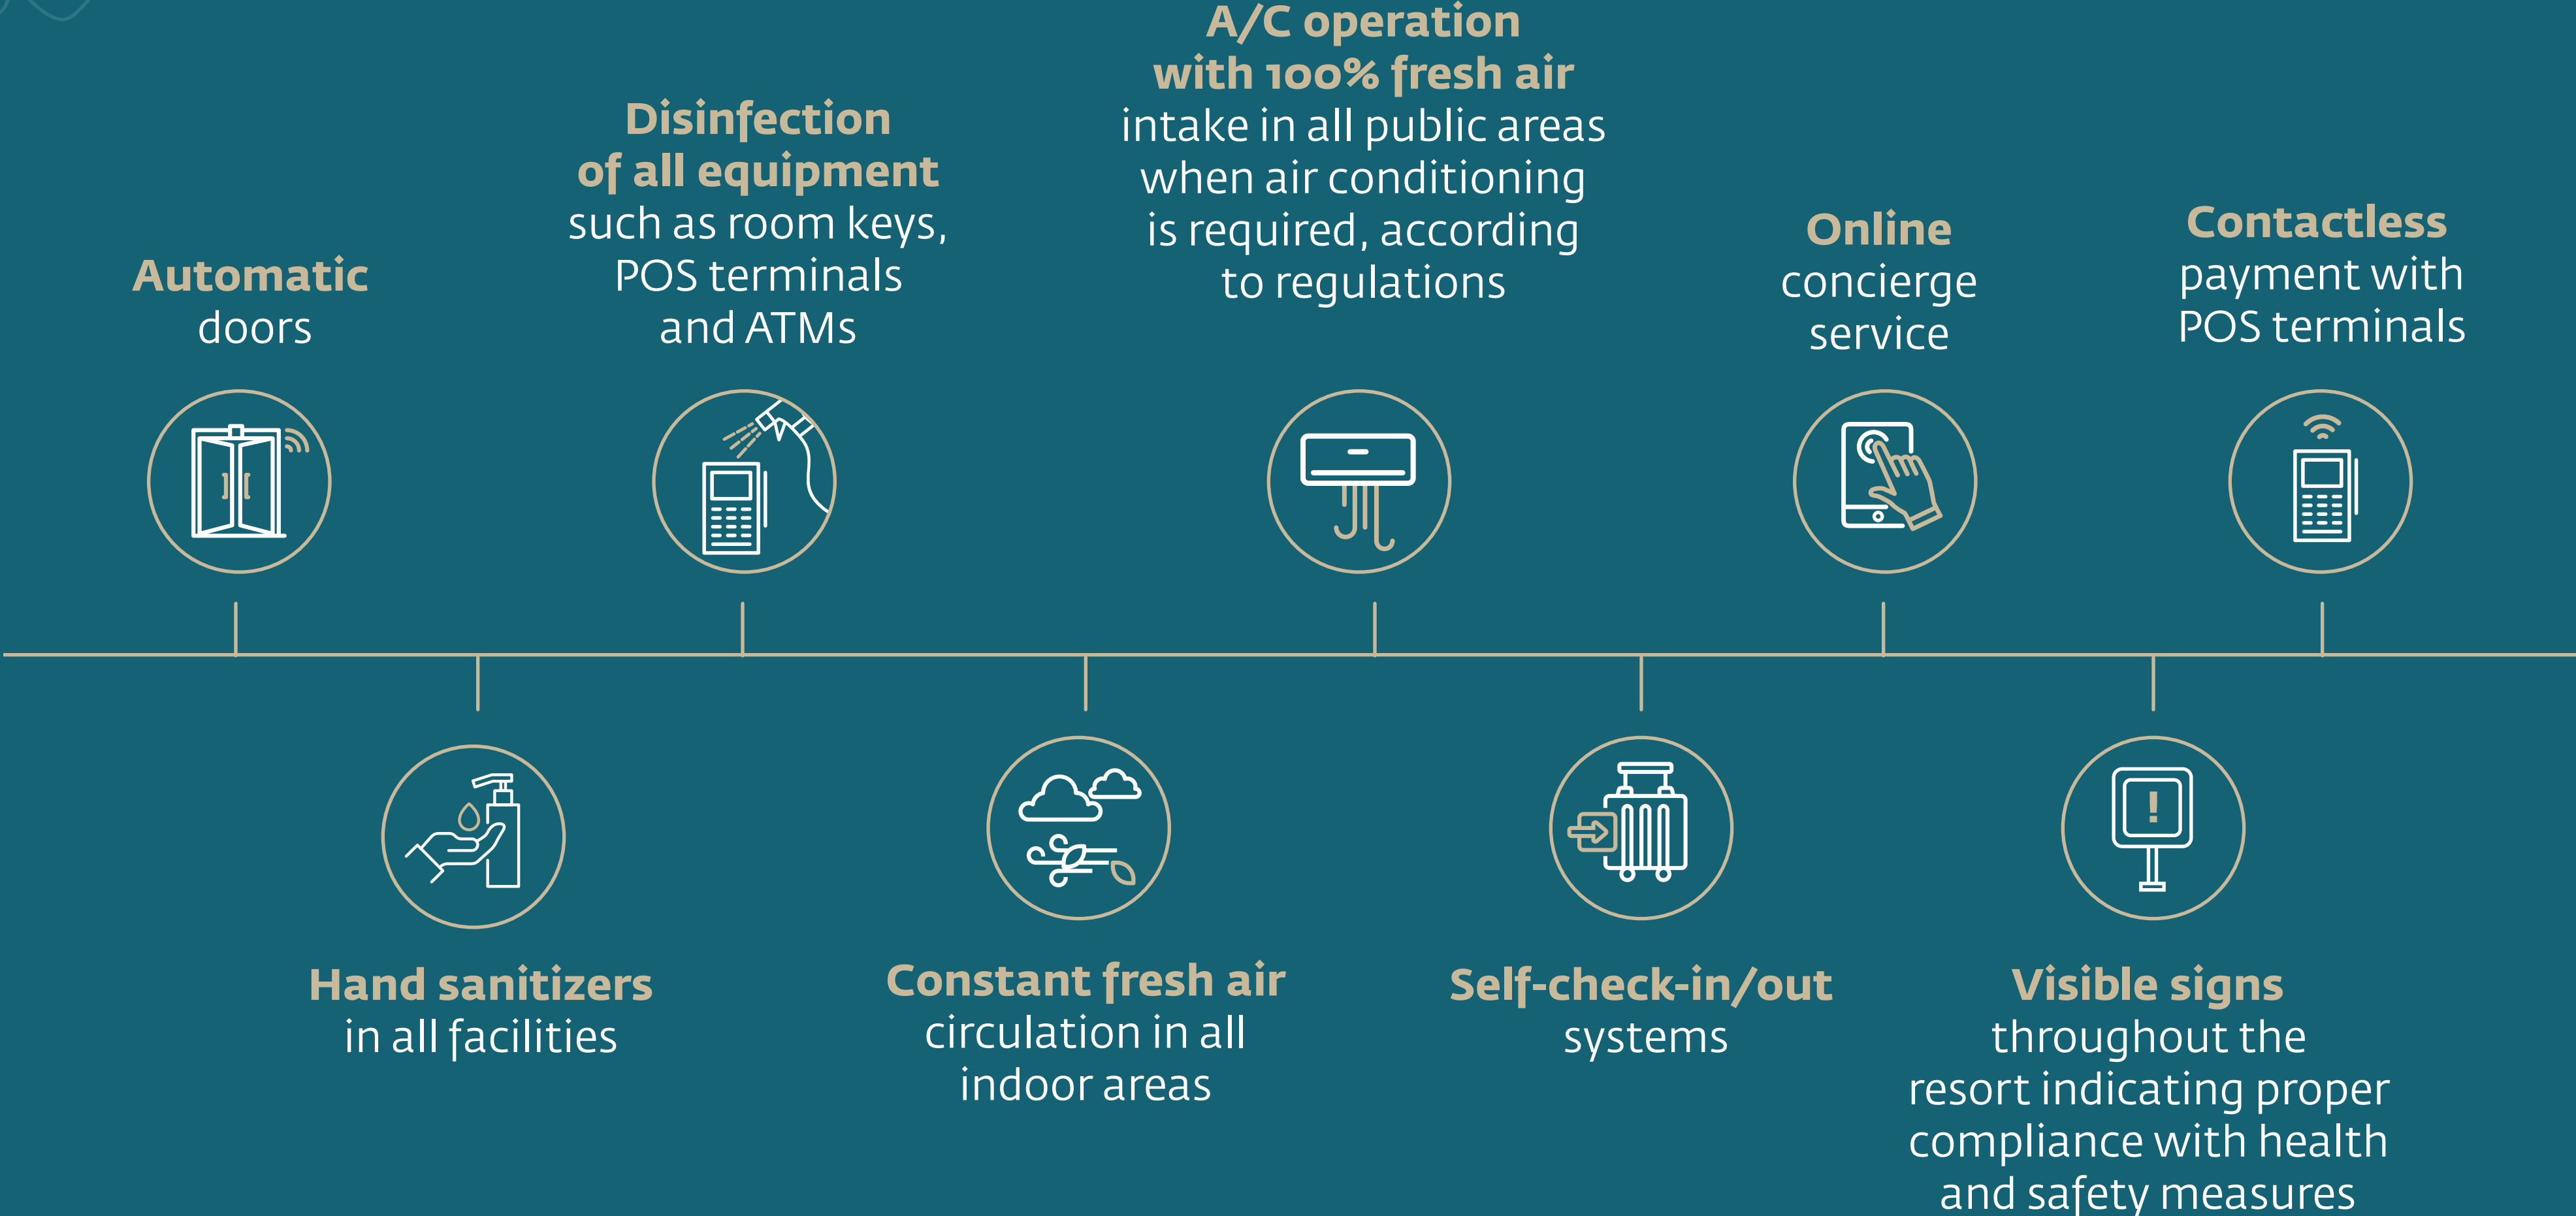 Automatic
doors
Disinfection
of all equipment
such as room keys,
POS terminals
and ATMs
A/C operation
with 100% fresh air
intake in all public areas
when air conditioning
is required, according
to regulations
Online
concierge
service
Contactless
payment with
POS terminals
!
Hand sanitizers
in all facilities
Constant fresh air
circulation in all
indoor areas
Self-check-in/out
systems
Visible signs
throughout the
resort indicating proper
compliance with health
and safety measures